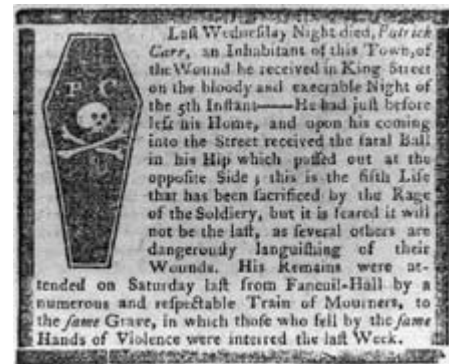 Last Wednesday Night died, Patrick
Carr, an Inhabitant of this Town, of
the Wound he received in King Street
on the bloody and execrable Night of
the 5th Instant——He had just before
left his Home, and upon his coming
into the Street received the fatal Ball
in his Hip which passed out at the
opposite Side; this is the fifth Life
that has been sacrificed by the Rage
of the Soldiery, but it is feared it will
not be the last, as several others are
dangerously languishing of their
Wounds. His Remains were at-
tended on Saturday last from Faneuil-Hall by a
numerous and respectable Train of Mourners, to
the same Grave, in which those who fell by the same
Hands of Violence were interred the last Week.
P C